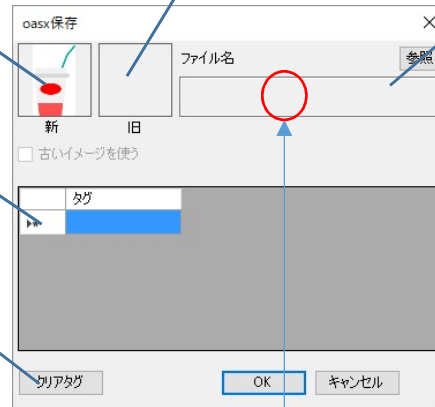 oasx保存
ファイル名
参照
新
旧
古いイメージを使う
タグ
クリアタグ
OK
キャンセル